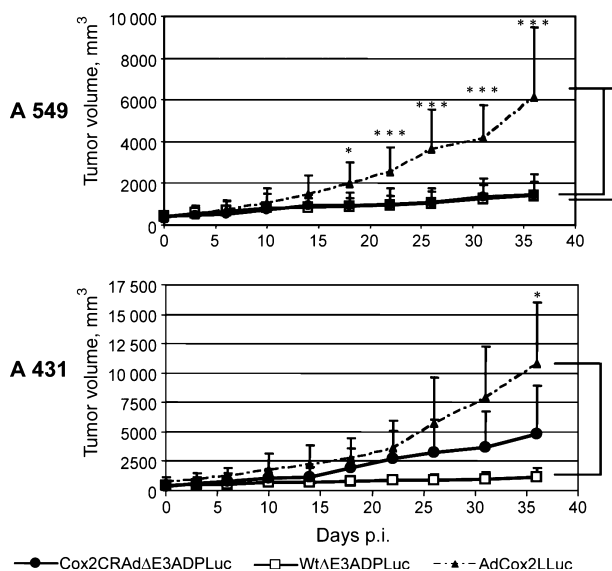 10 000
8000
6000
4000
2000
0
Tumor volume, mm³
A 549
*
***
***
***
***
0 5 10 15 20 25 30 35 40
17 500
15 000
12 500
10 000
7500
5000
2500
0
Tumor volume, mm³
A 431
*
0 5 10 15 20 25 30 35 40
Days p.i.
Cox2CRAdΔE3ADPLuc WtΔE3ADPLuc AdCox2LLuc